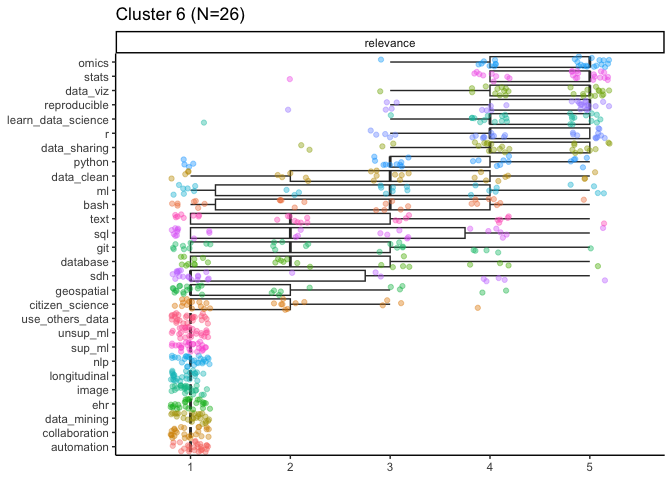 Cluster 6 (N=26)
relevance
omics
stats
data_viz
reproducible
learn_data_science
r
data_sharing
python
data_clean
ml
bash
text
sql
git
database
sdh
geospatial
citizen_science
use_others_data
unsup_ml
sup_ml
nlp
longitudinal
image
ehr
data_mining
collaboration
automation
1 2 3 4 5